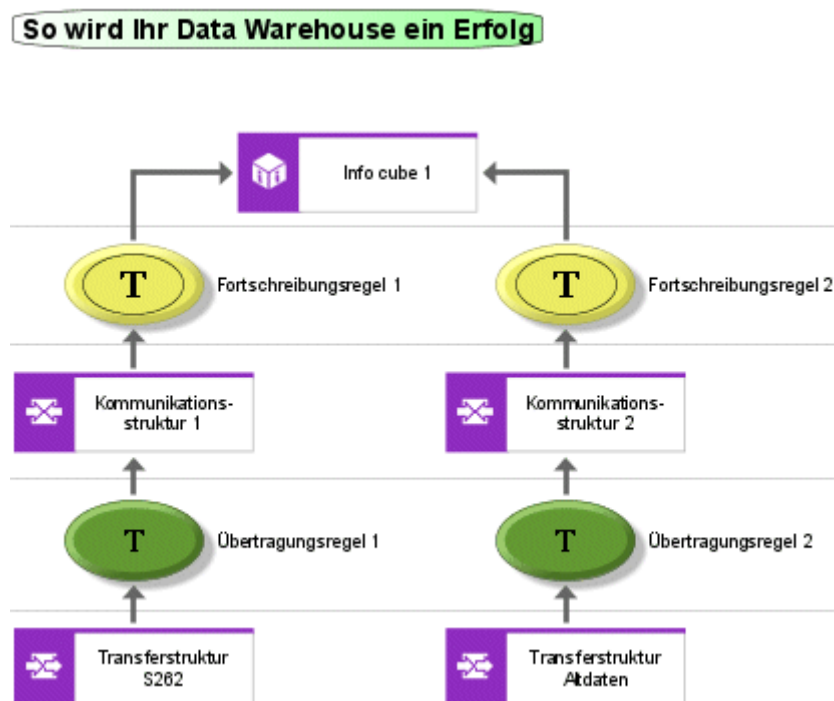 So wird Ihr Data Warehouse ein Erfolg
Info cube 1
T
Fortschreibungsregel 1
T
Fortschreibungsregel 2
Kommunikations-
struktur 1
Kommunikations-
struktur 2
T
Übertragungsregel 1
T
Übertragungsregel 2
Transferstruktur
S262
Transferstruktur
Altdaten